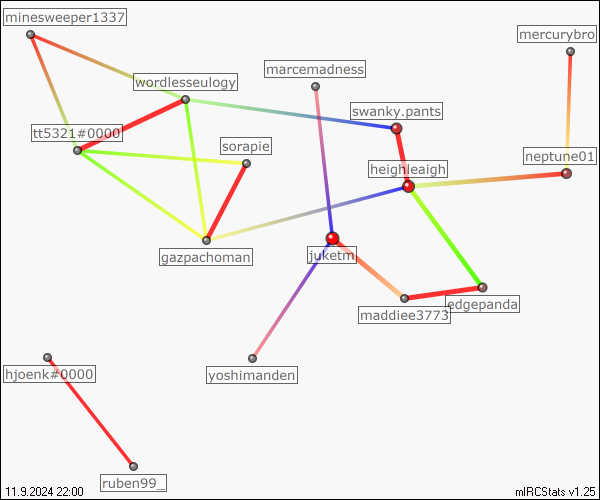 minesweeper1337
mercurybro
marcemadness
wordlesseulogy
swanky.pants
tt5321#0000
sorapie
neptune01
heighleaigh
gazpachoman
juketm
edgepanda
maddiee3773
hjoenk#0000
yoshimanden
ruben99_
11.9.2024 22:00
mIRCStats v1.25